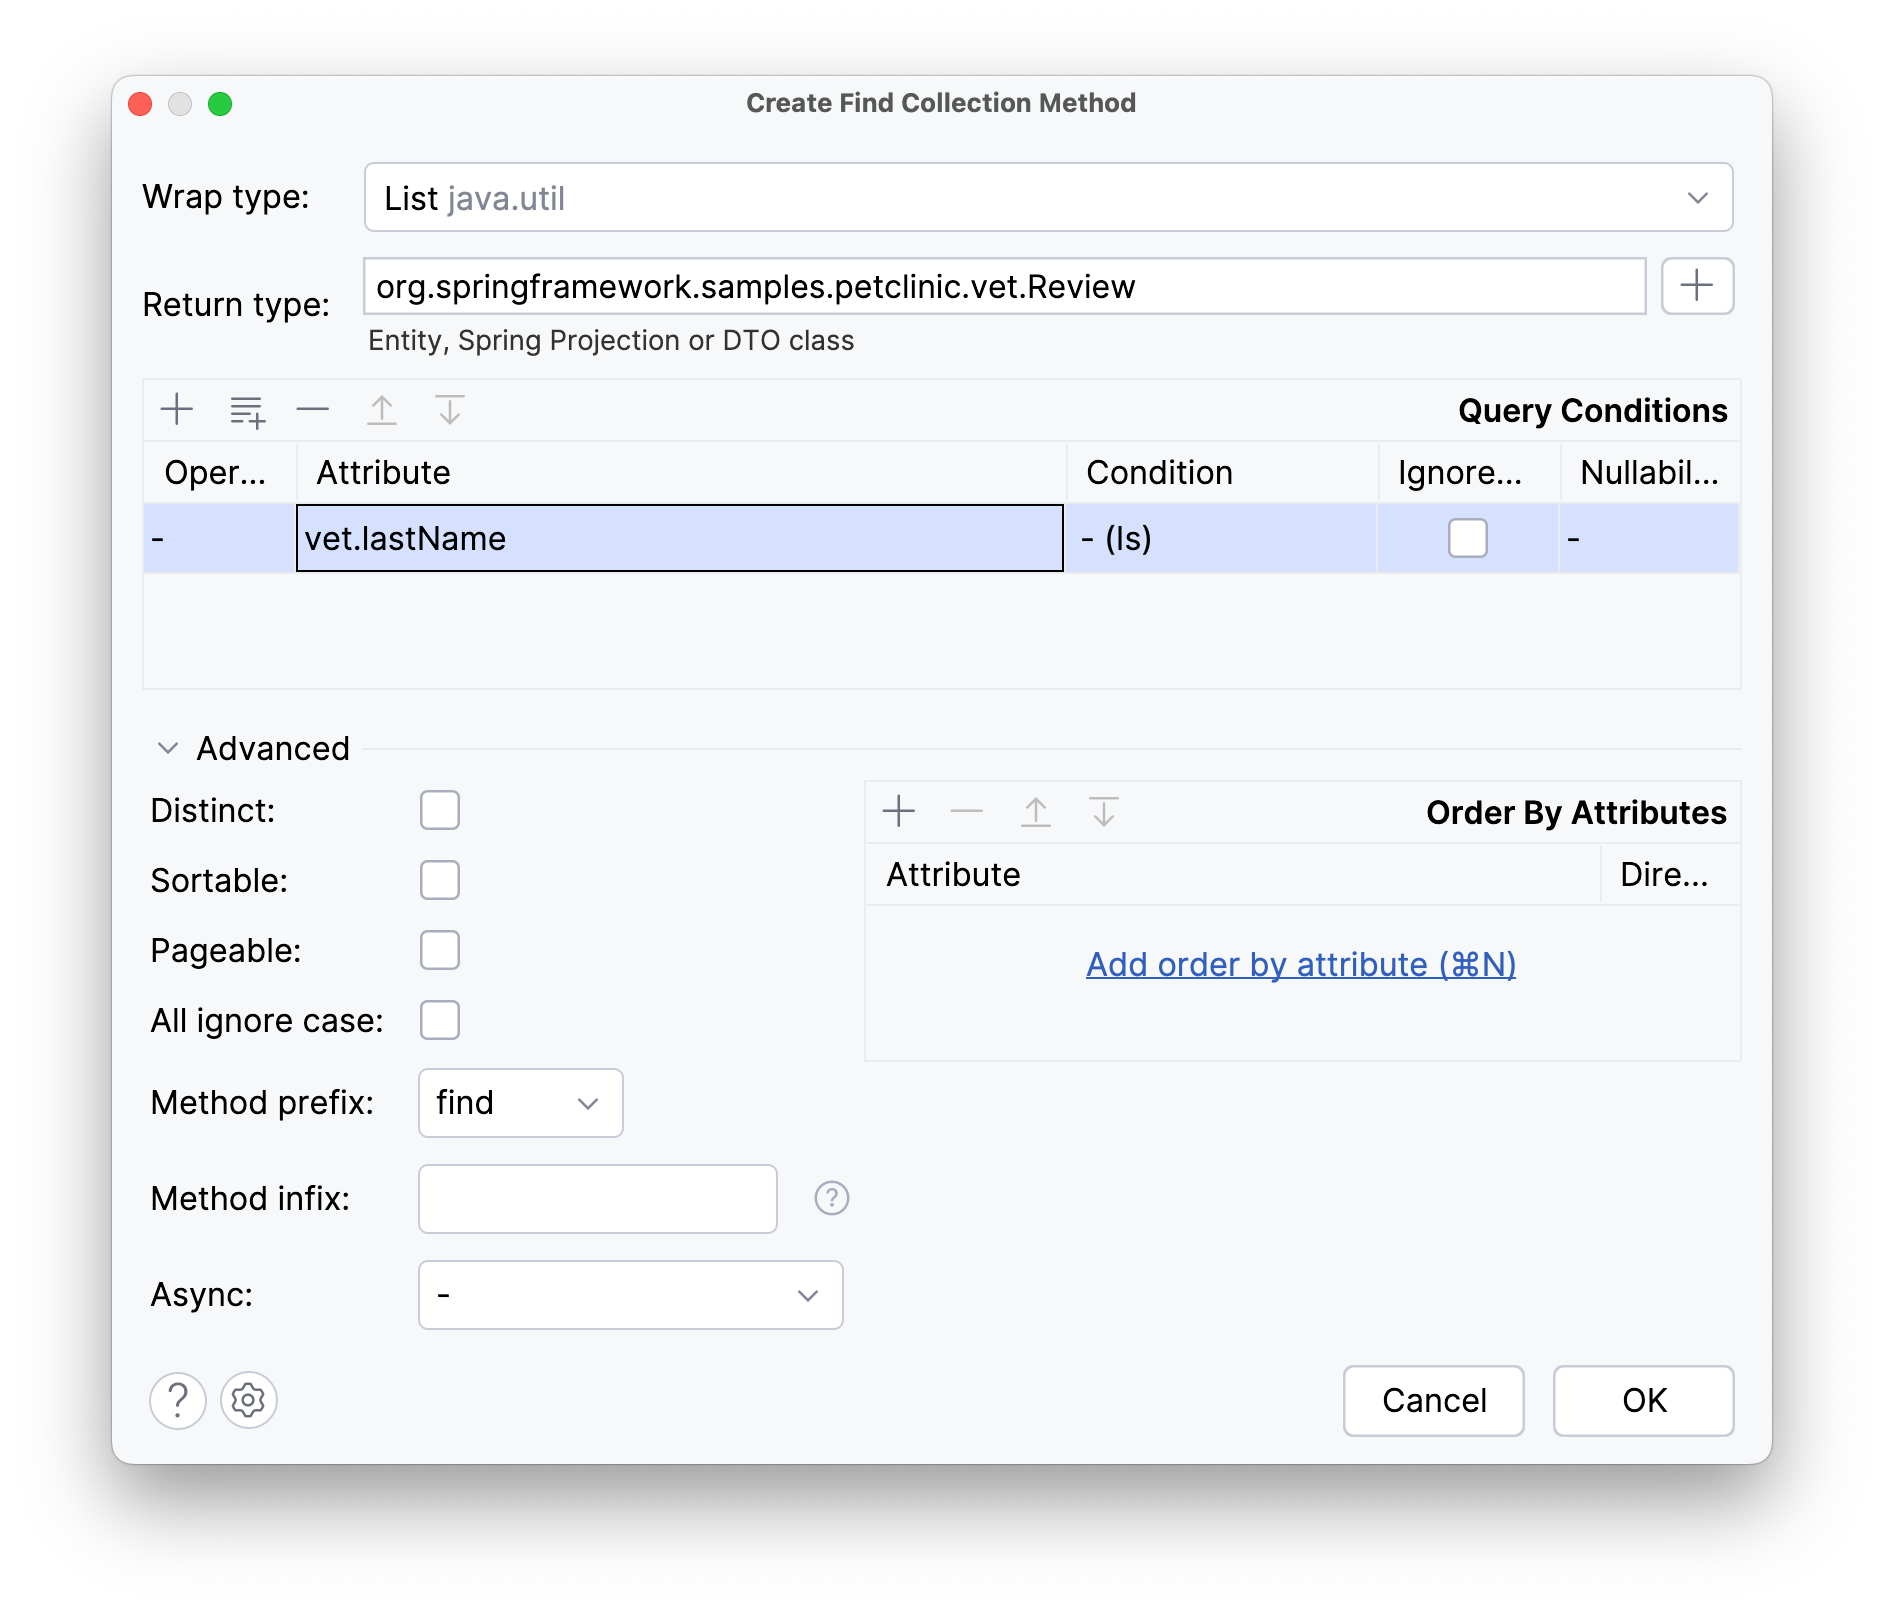 Create Find Collection Method
Wrap type: List java.util
Return type: org.springframework.samples.petclinic.vet.Review
Entity, Spring Projection or DTO class
Query Conditions
Oper... Attribute Condition Ignore... Nullabil...
- vet.lastName - (Is) -
Advanced
Distinct:
Sortable:
Pageable:
All ignore case:
Method prefix: find
Method infix: ?
Async: -
Order By Attributes
Attribute Dire...
Add order by attribute (⌘N)
? Cancel OK